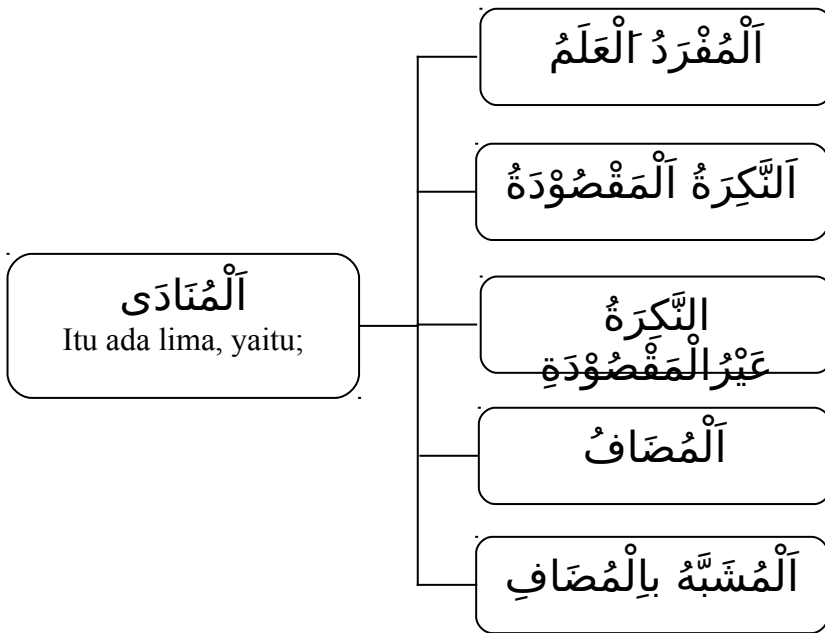 اَلْمُنَادَى
Itu ada lima, yaitu;
اَلْمُفْرَدُ اَلْعَلَمُ
اَلنَّكِرَةُ اَلْمَقْصُوْدَةُ
النَّكِرَةُ
عَيْرُالْمَقْصُوْدَةِ
اَلْمُضَافُ
اَلْمُشَبَّهُ بِالْمُضَافِ